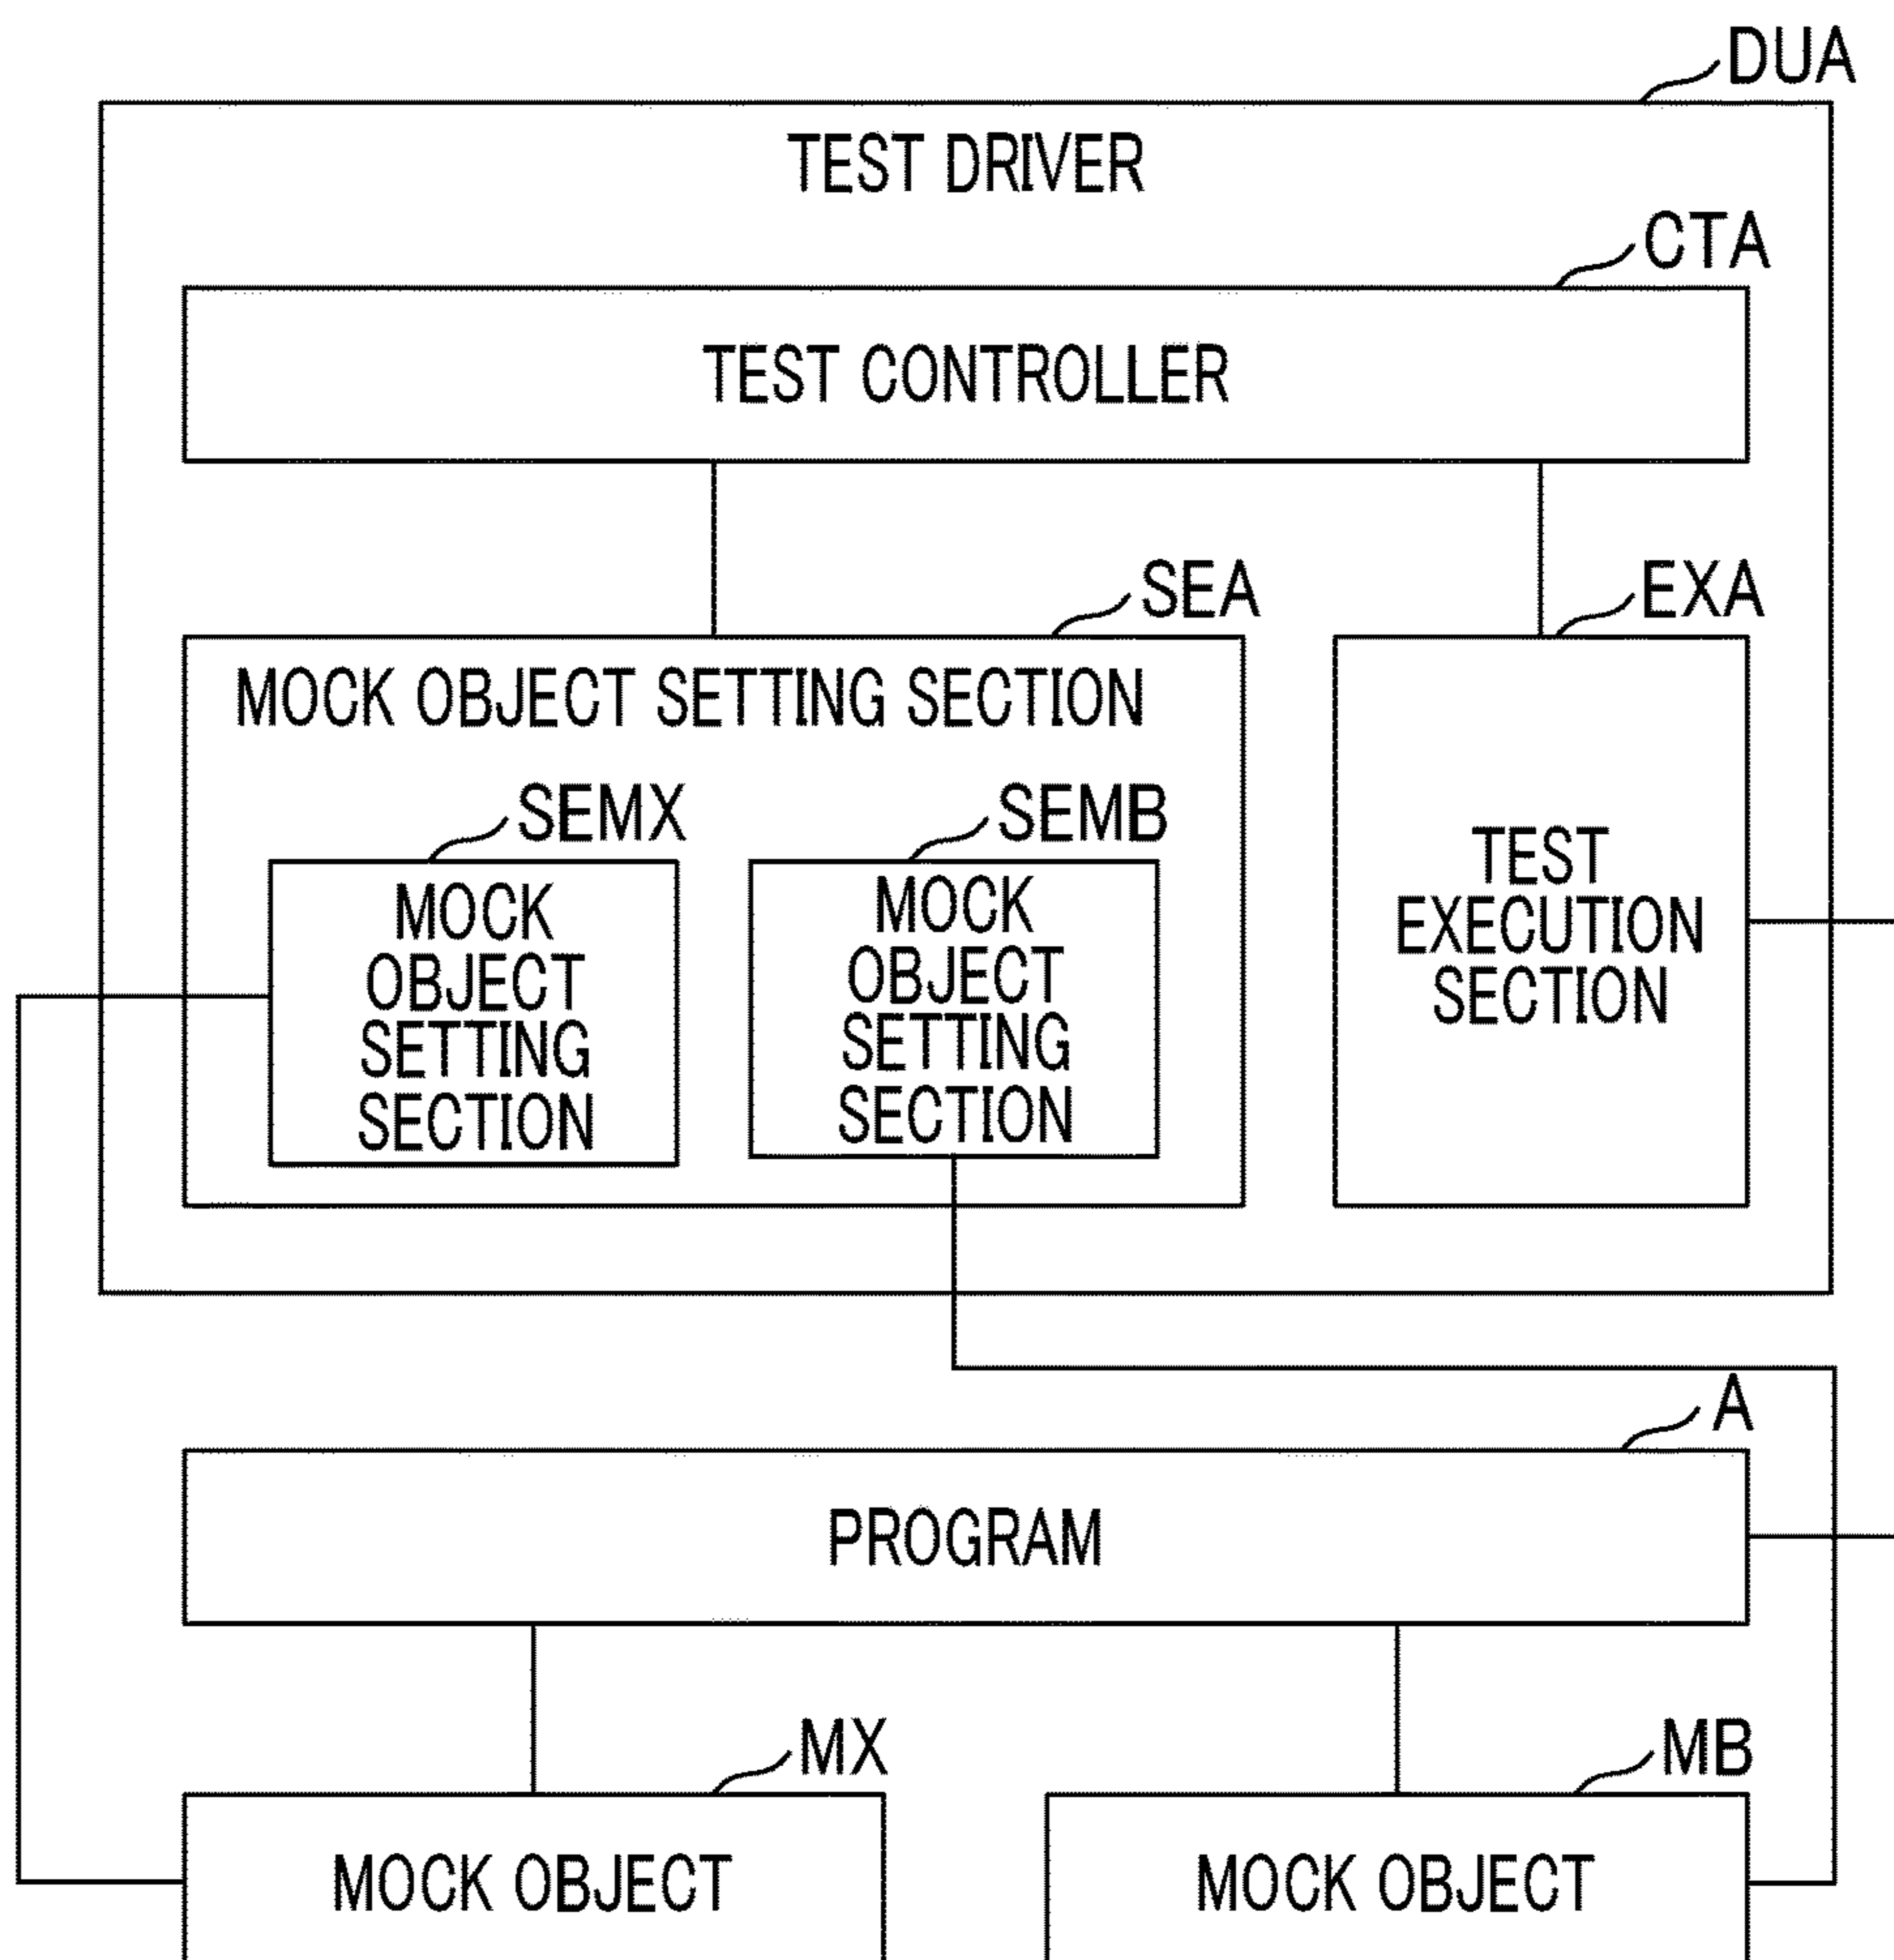 DUA
TEST DRIVER
CTA
TEST CONTROLLER
SEA
EXA
MOCK OBJECT SETTING SECTION
SEMX
SEMB
MOCK
OBJECT
SETTING
SECTION
MOCK
OBJECT
SETTING
SECTION
TEST
EXECUTION
SECTION
A
PROGRAM
MX
MB
MOCK OBJECT
MOCK OBJECT